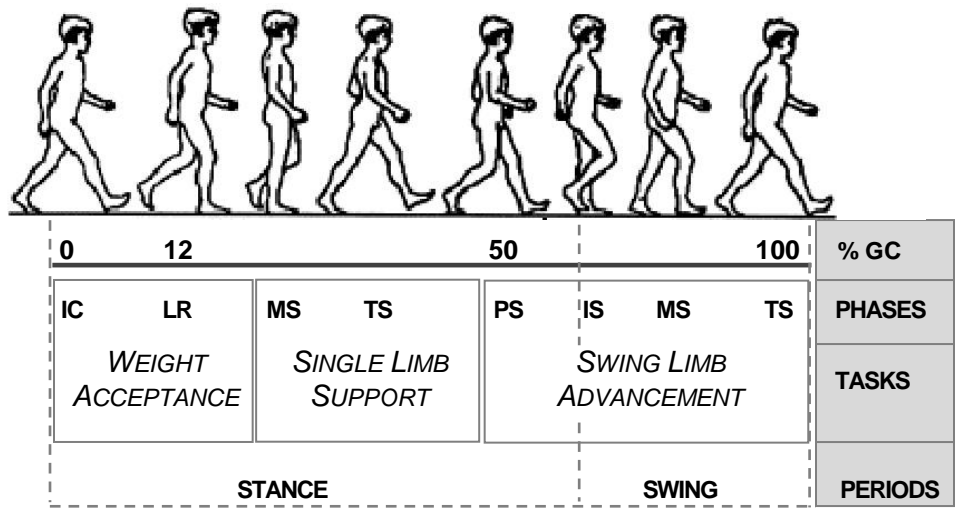 0 12 50 100 % GC
IC LR MS TS PS IS MS TS PHASES
WEIGHT ACCEPTANCE
SINGLE LIMB SUPPORT
SWING LIMB ADVANCEMENT
TASKS
STANCE SWING PERIODS